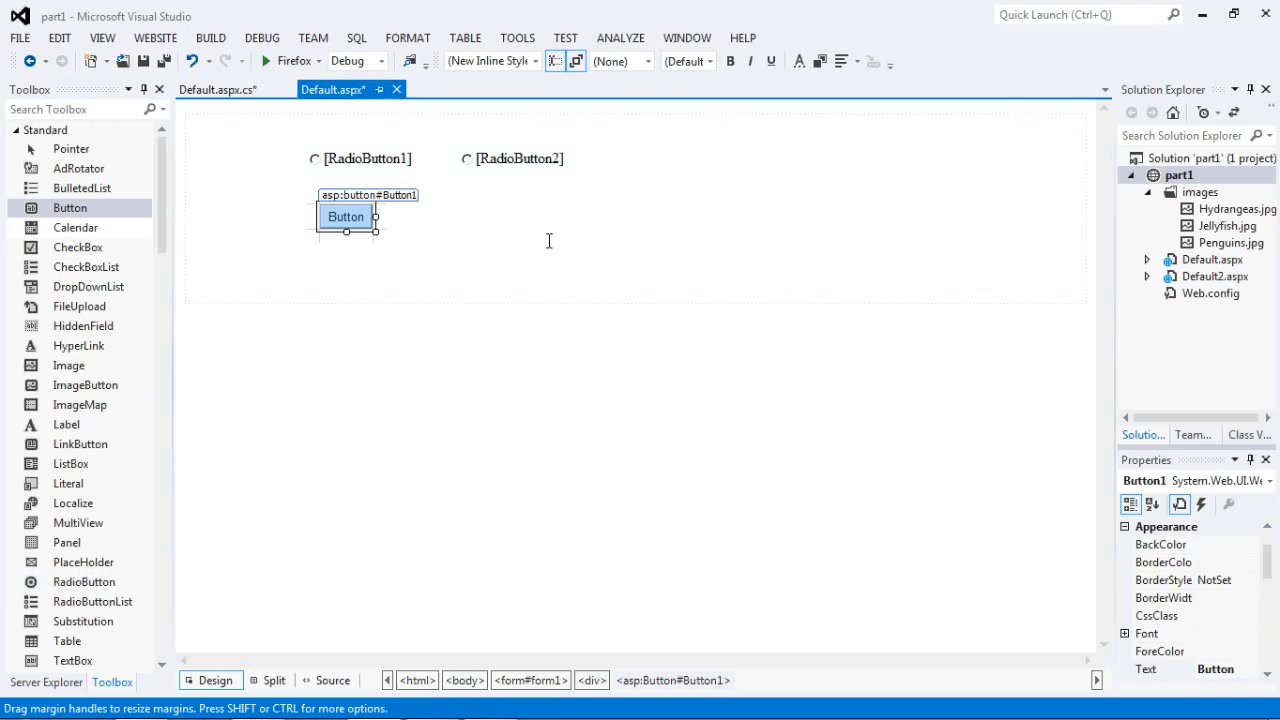 part1 - Microsoft Visual Studio
Quick Launch (Ctrl+Q)
FILE EDIT VIEW WEBSITE BUILD DEBUG TEAM SQL FORMAT TABLE TOOLS TEST ANALYZE WINDOW HELP
Firefox Debug (New Inline Style (None) (Default B I U A
Toolbox
Default.aspx.cs* Default.aspx*
Solution Explorer
Search Toolbox
Search Solution Explorer
Standard
Pointer
AdRotator
BulletedList
Button
Calendar
CheckBox
CheckBoxList
DropDownList
FileUpload
HiddenField
HyperLink
Image
ImageButton
ImageMap
Label
LinkButton
ListBox
Literal
Localize
MultiView
Panel
PlaceHolder
RadioButton
RadioButtonList
Substitution
Table
TextBox
Server Explorer Toolbox
[RadioButton1] [RadioButton2]
asp:button#Button1
Button
Design Split Source <html> <body> <form#form1> <div> <asp:Button#Button1>
Solution 'part1' (1 project)
part1
images
Hydrangeas.jpg
Jellyfish.jpg
Penguins.jpg
Default.aspx
Default2.aspx
Web.config
Solutio... Team... Class V...
Properties
Button1 System.Web.UI.We
Appearance
BackColor
BorderColo
BorderStyle NotSet
BorderWidt
CssClass
Font
ForeColor
Text Button
Drag margin handles to resize margins. Press SHIFT or CTRL for more options.